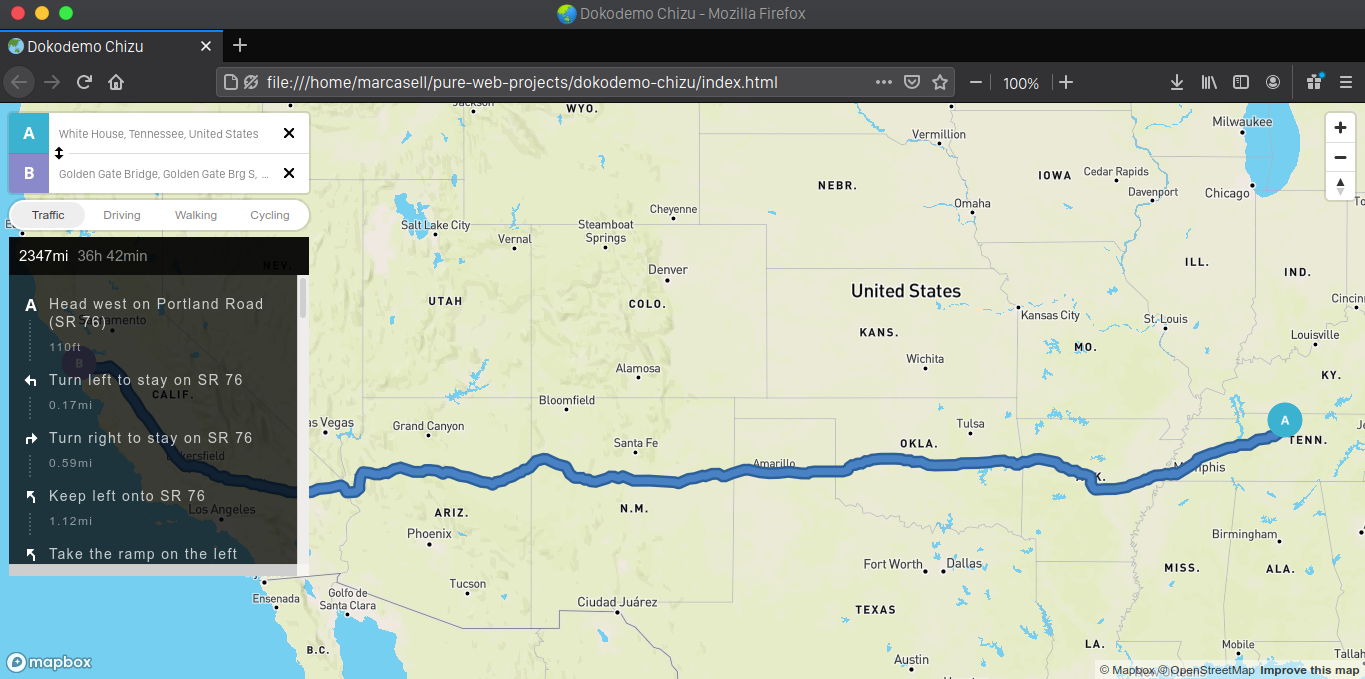 Dokodemo Chizu - Mozilla Firefox
Dokodemo Chizu
file:///home/marcasell/pure-web-projects/dokodemo-chizu/index.html
100%
A
White House, Tennessee, United States
B
Golden Gate Bridge, Golden Gate Brg S, ...
Traffic Driving Walking Cycling
2347mi 36h 42min
A Head west on Portland Road
(SR 76)
110ft
Turn left to stay on SR 76
0.17mi
Turn right to stay on SR 76
0.59mi
Keep left onto SR 76
1.12mi
Take the ramp on the left
B
NEV.
CALIF.
Los Angeles
Jackson
WYO.
Vermillion
Milwaukee
IOWA
Cedar Rapids
NEBR.
Davenport
Chicago
Cheyenne
Omaha
Salt Lake City
Steamboat
Springs
Vernal
ILL.
IND.
Denver
United States
UTAH
COLO.
Kansas City
St. Louis
KANS.
Louisville
MO.
Wichita
Alamosa
KY.
Bloomfield
A
Grand Canyon
Tulsa
Santa Fe
OKLA.
TENN.
Amarillo
Memphis
ARIZ.
N.M.
Phoenix
Birmingham
Fort Worth
Dallas
MISS.
ALA.
Tucson
Ensenada
Golfo de
Santa Clara
Ciudad Juárez
TEXAS
B.C.
LA.
Mobile
Austin
mapbox
© Mapbox © OpenStreetMap Improve this map